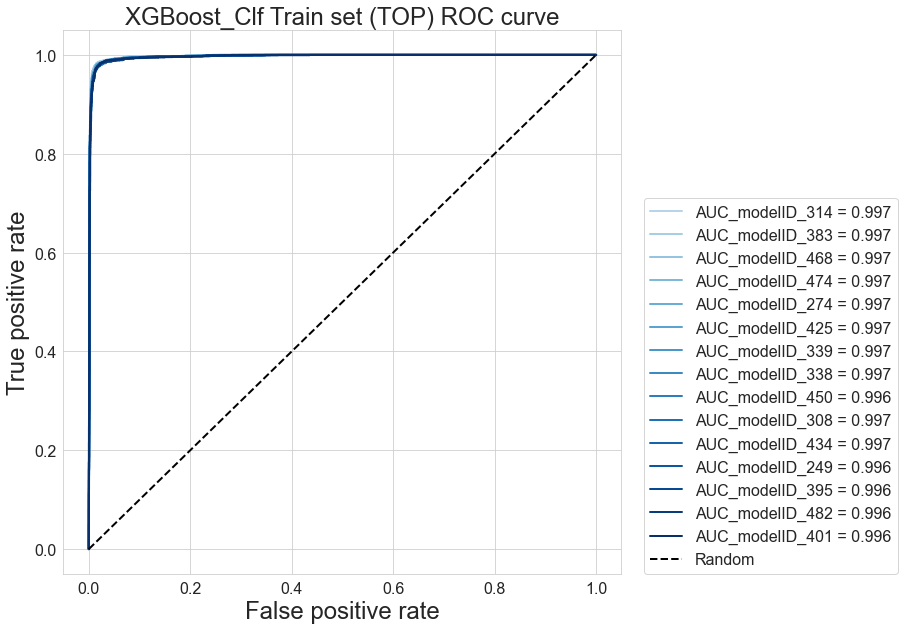 XGBoost_Clf Train set (TOP) ROC curve
True positive rate
1.0
0.8
0.6
0.4
0.2
0.0
0.0 0.2 0.4 0.6 0.8 1.0
False positive rate
AUC_modelID_314 = 0.997
AUC_modelID_383 = 0.997
AUC_modelID_468 = 0.997
AUC_modelID_474 = 0.997
AUC_modelID_274 = 0.997
AUC_modelID_425 = 0.997
AUC_modelID_339 = 0.997
AUC_modelID_338 = 0.997
AUC_modelID_450 = 0.996
AUC_modelID_308 = 0.997
AUC_modelID_434 = 0.997
AUC_modelID_249 = 0.996
AUC_modelID_395 = 0.996
AUC_modelID_482 = 0.996
AUC_modelID_401 = 0.996
Random